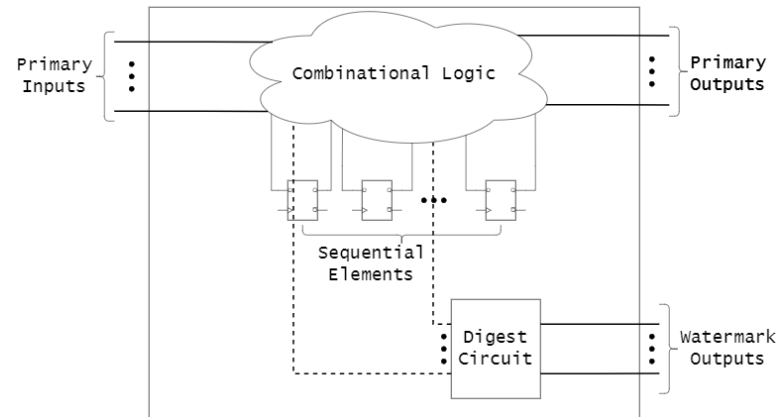 Combinational Logic
Primary
Inputs
Primary
Outputs
Sequential
Elements
Digest
Circuit
Watermark
Outputs